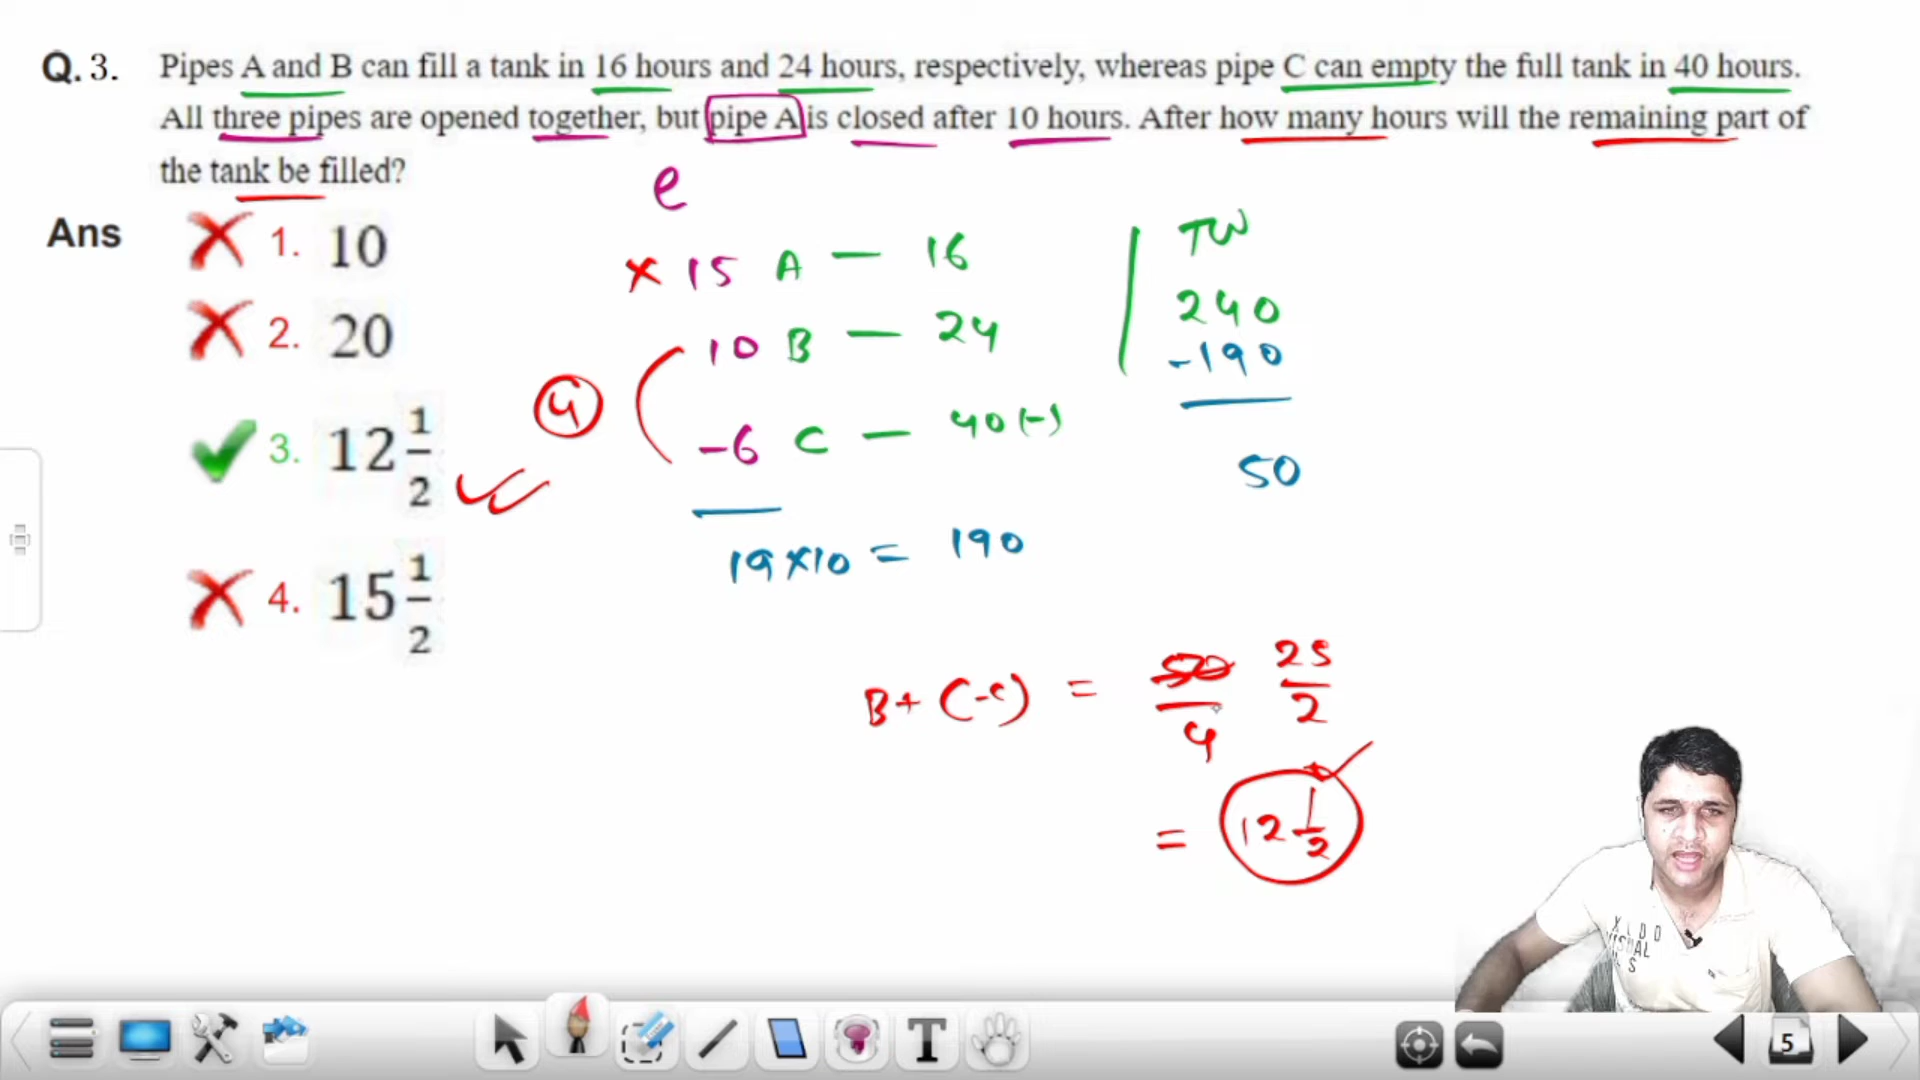 Q. 3. Pipes A and B can fill a tank in 16 hours and 24 hours, respectively, whereas pipe C can empty the full tank in 40 hours.
All three pipes are opened together, but pipe A is closed after 10 hours. After how many hours will the remaining part of
the tank be filled?
Ans
1. 10
2. 20
3. 12 1/2
4. 15 1/2
e
× 15 A — 16
10 B — 24
-6 C — 40 (-)
4
19×10 = 190
TW
240
-190
50
B+(-C) = 50/4 25/2
= 12 1/2
T
5